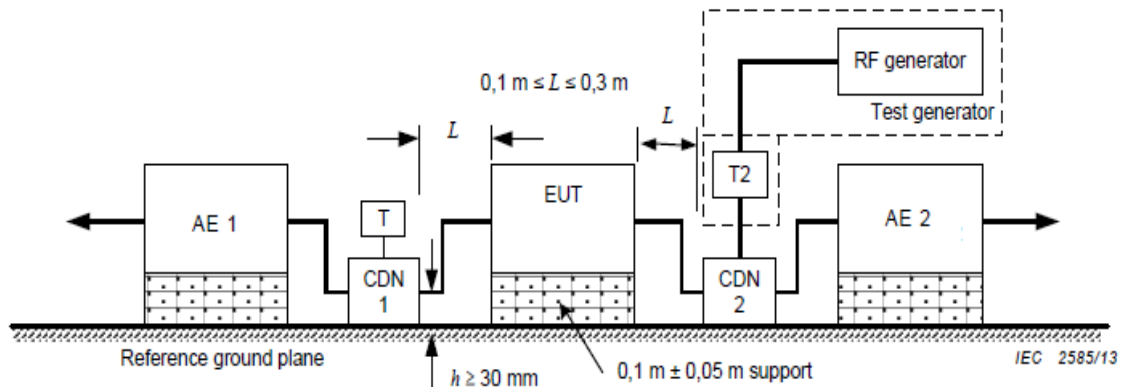 RF generator
Test generator
0,1 m ≤ L ≤ 0,3 m
L
L
T2
EUT
AE 1
T
AE 2
CDN
1
CDN
2
Reference ground plane
h ≥ 30 mm
0,1 m ± 0,05 m support
IEC 2585/13